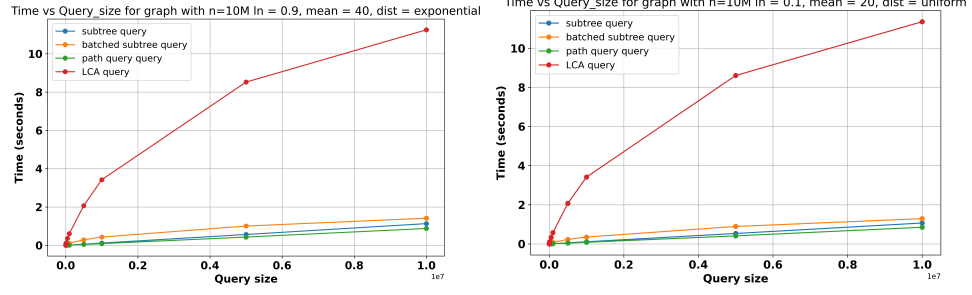 Time vs Query_size for graph with n=10M ln = 0.9, mean = 40, dist = exponential
subtree query
batched subtree query
path query query
LCA query
10
8
6
4
2
0
Time (seconds)
0.0 0.2 0.4 0.6 0.8 1.0
1e7
Query size
Time vs Query_size for graph with n=10M ln = 0.1, mean = 20, dist = uniform
subtree query
batched subtree query
path query query
LCA query
10
8
6
4
2
0
Time (seconds)
0.0 0.2 0.4 0.6 0.8 1.0
1e7
Query size